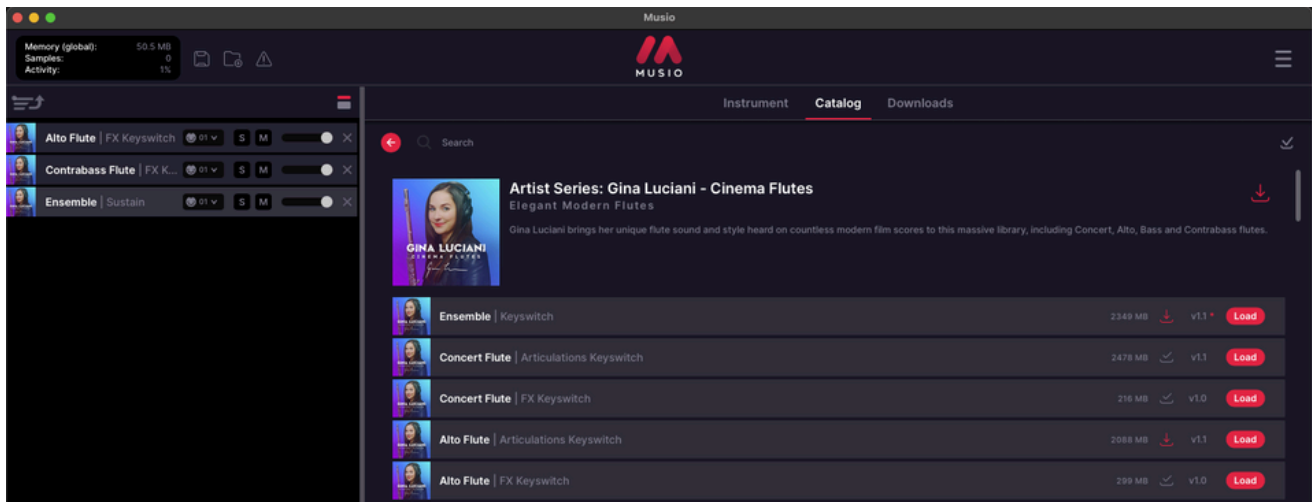 Musio
Memory (global): 50.5 MB
Samples: 0
Activity: 1%
MUSIO
Instrument Catalog Downloads
Alto Flute | FX Keyswitch 01 S M
Search
Contrabass Flute | FX K... 01 S M
Ensemble | Sustain 01 S M
GINA LUCIANI
CINEMA FLUTES
Artist Series: Gina Luciani - Cinema Flutes
Elegant Modern Flutes
Gina Luciani brings her unique flute sound and style heard on countless modern film scores to this massive library, including Concert, Alto, Bass and Contrabass flutes.
Ensemble | Keyswitch 2349 MB v1.1 * Load
Concert Flute | Articulations Keyswitch 2478 MB v1.1 Load
Concert Flute | FX Keyswitch 216 MB v1.0 Load
Alto Flute | Articulations Keyswitch 2088 MB v1.1 Load
Alto Flute | FX Keyswitch 299 MB v1.0 Load